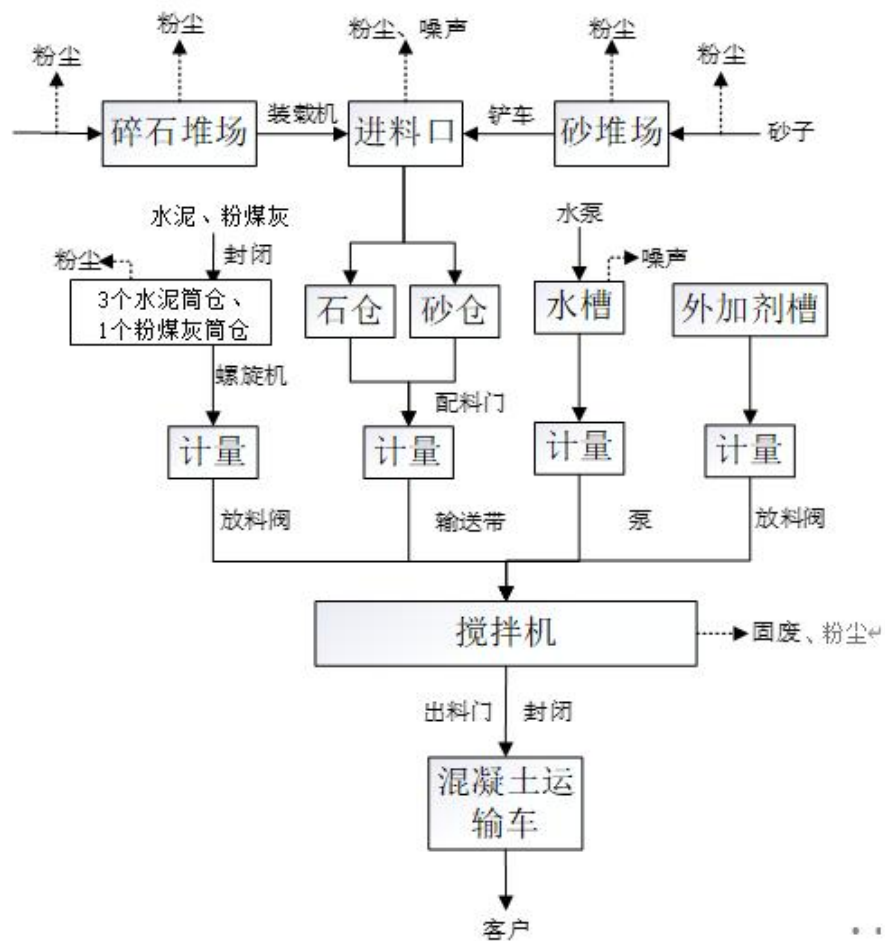 粉尘
粉尘
粉尘、噪声
粉尘
粉尘
碎石堆场
装载机
进料口
铲车
砂堆场
砂子
水泥、粉煤灰
封闭
粉尘
水泵
噪声
3个水泥筒仓、
1个粉煤灰筒仓
石仓
砂仓
水槽
外加剂槽
螺旋机
配料门
计量
计量
计量
计量
放料阀
输送带
泵
放料阀
搅拌机
固废、粉尘↵
出料门
封闭
混凝土运
输车
客户